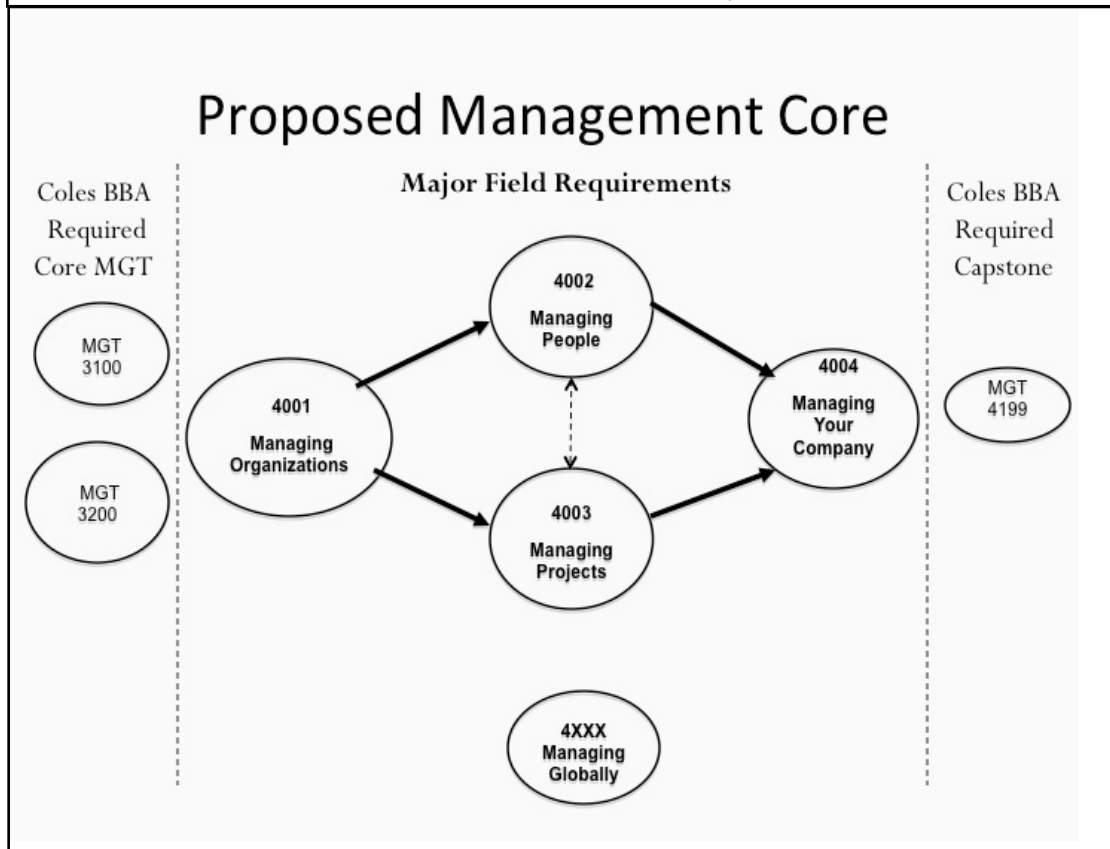 Proposed Management Core
Coles BBA
Required
Core MGT
MGT
3100
MGT
3200
Major Field Requirements
4001
Managing
Organizations
4002
Managing
People
4003
Managing
Projects
4004
Managing
Your
Company
4XXX
Managing
Globally
Coles BBA
Required
Capstone
MGT
4199